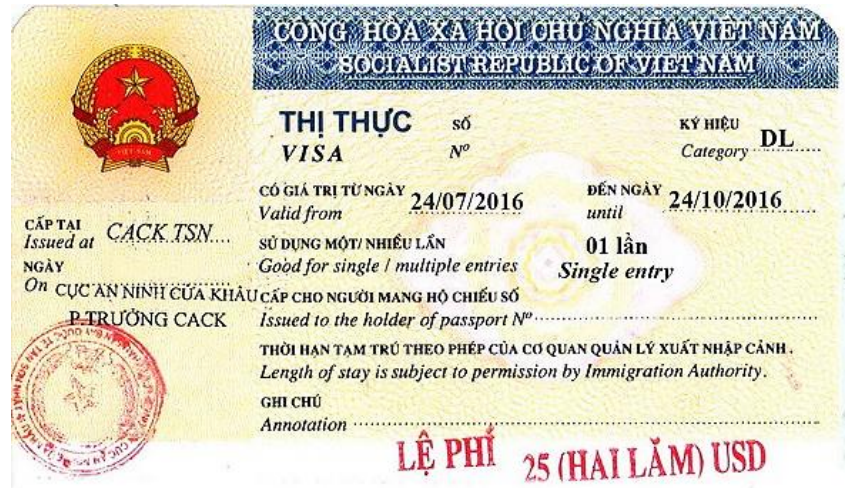 CỘNG HÒA XÃ HỘI CHỦ NGHĨA VIỆT NAM
SOCIALIST REPUBLIC OF VIET NAM
VIỆT NAM
THỊ THỰC SỐ KÝ HIỆU DL
VISA Nº Category
CÓ GIÁ TRỊ TỪ NGÀY 24/07/2016 ĐẾN NGÀY 24/10/2016
Valid from until
CẤP TẠI CACK TSN
Issued at
SỬ DỤNG MỘT/ NHIỀU LẦN 01 lần
Good for single / multiple entries Single entry
NGÀY
On CỤC AN NINH CỬA KHẨU
P.TRƯỞNG CACK
CẤP CHO NGƯỜI MANG HỘ CHIẾU SỐ
Issued to the holder of passport Nº
THỜI HẠN TẠM TRÚ THEO PHÉP CỦA CƠ QUAN QUẢN LÝ XUẤT NHẬP CẢNH .
Length of stay is subject to permission by Immigration Authority.
GHI CHÚ
Annotation
LỆ PHÍ 25 (HAI LĂM) USD